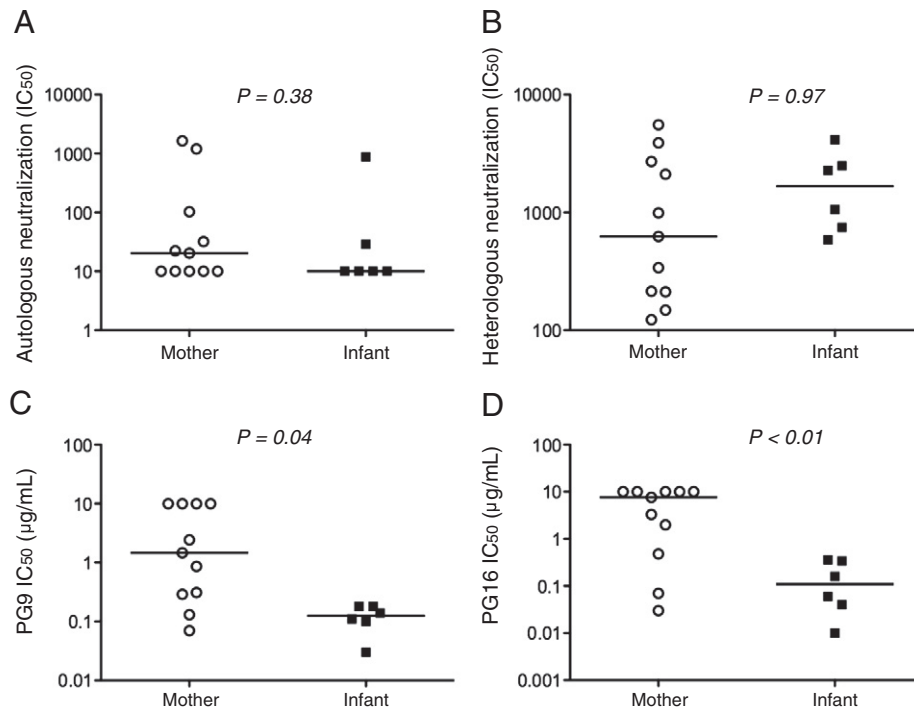 A
Autologous neutralization (IC50)
P = 0.38
10000
1000
100
10
1
Mother Infant
B
Heterologous neutralization (IC50)
P = 0.97
10000
1000
100
Mother Infant
C
PG9 IC50 (µg/mL)
P = 0.04
100
10
1
0.1
0.01
Mother Infant
D
PG16 IC50 (µg/mL)
P < 0.01
100
10
1
0.1
0.01
0.001
Mother Infant